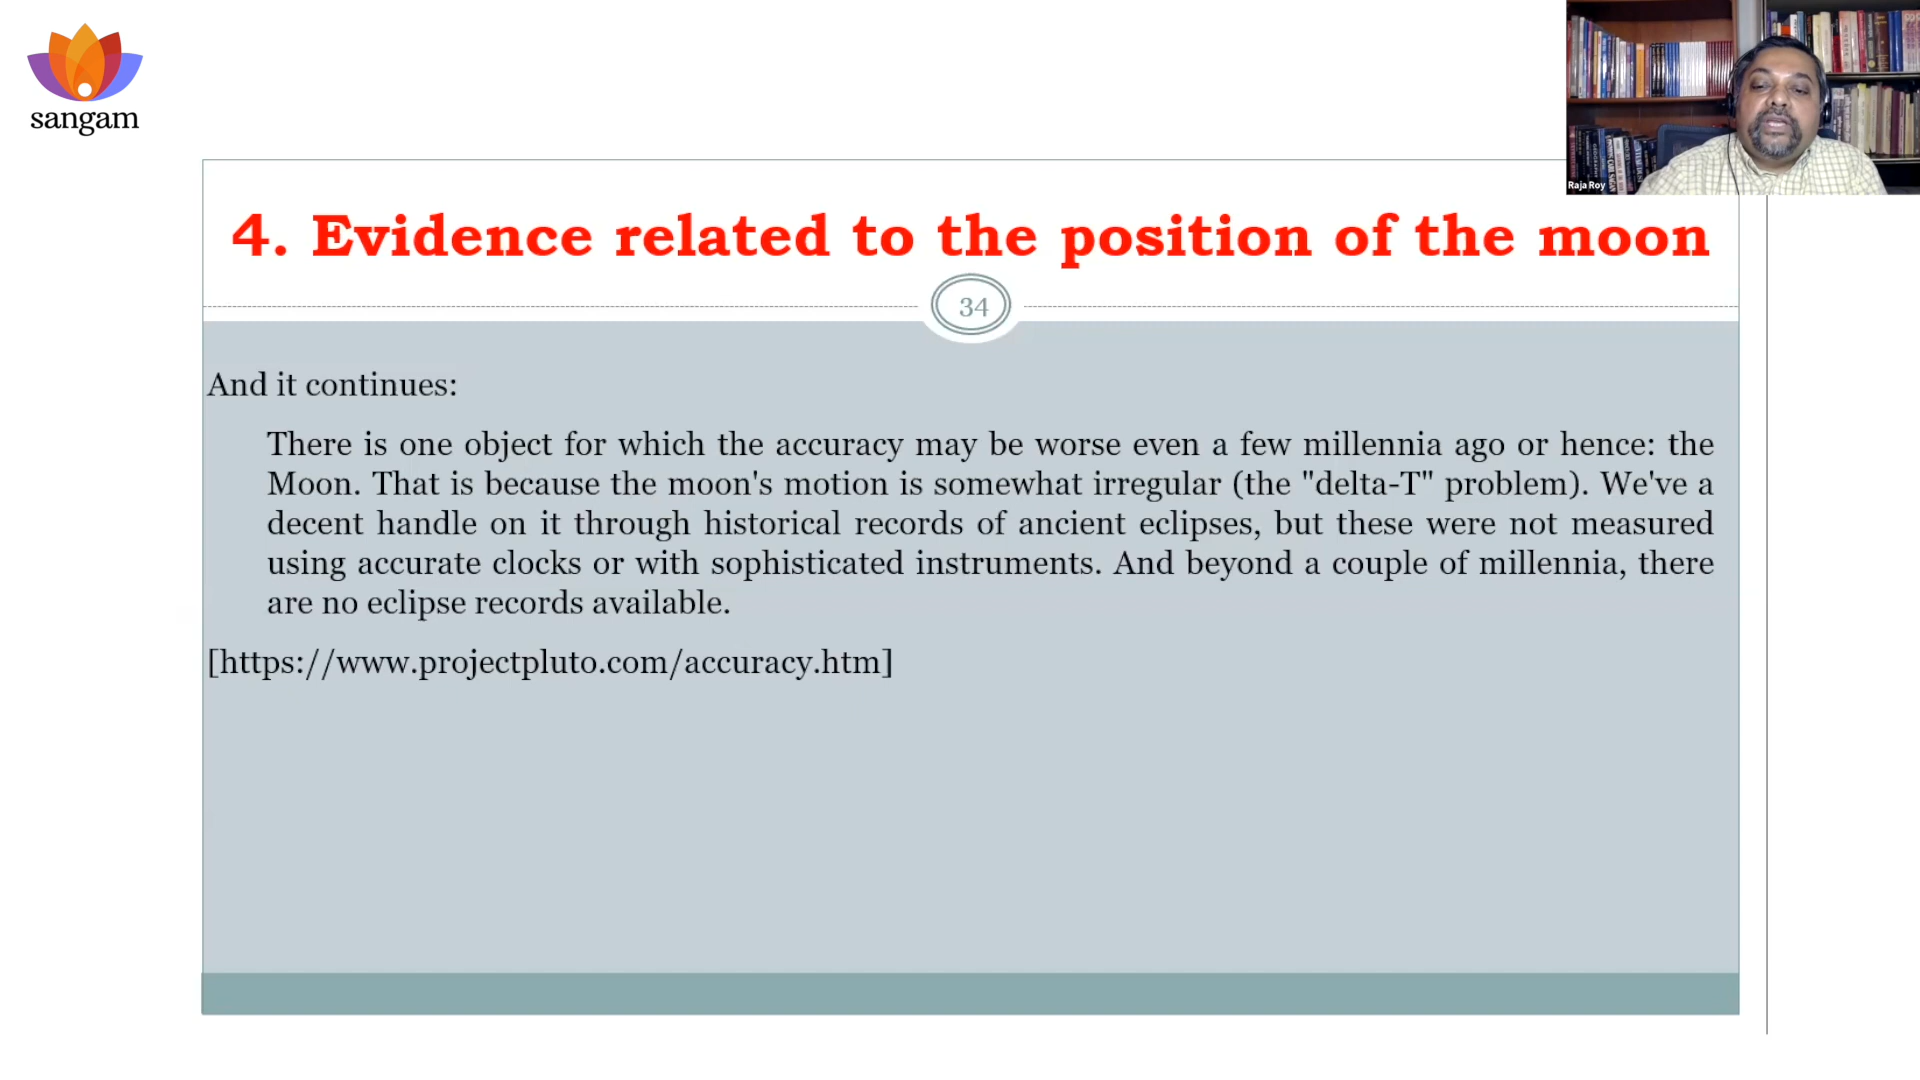 sangam
Raja Roy
4. Evidence related to the position of the moon
34
And it continues:
There is one object for which the accuracy may be worse even a few millennia ago or hence: the
Moon. That is because the moon's motion is somewhat irregular (the "delta-T" problem). We've a
decent handle on it through historical records of ancient eclipses, but these were not measured
using accurate clocks or with sophisticated instruments. And beyond a couple of millennia, there
are no eclipse records available.
[https://www.projectpluto.com/accuracy.htm]